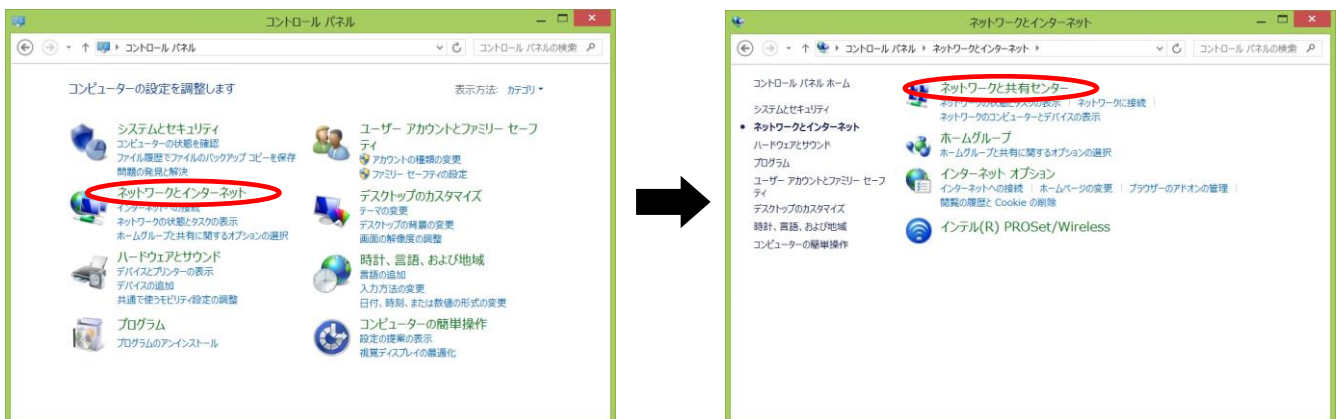 コントロール パネル
コントロール パネル
コントロール パネルの検索
コンピューターの設定を調整します
表示方法: カテゴリ
システムとセキュリティ
コンピューターの状態を確認
ファイル履歴でファイルのバックアップ コピーを保存
問題の発見と解決
ネットワークとインターネット
インターネットへの接続
ネットワークの状態とタスクの表示
ホームグループと共有に関するオプションの選択
ハードウェアとサウンド
デバイスとプリンターの表示
デバイスの追加
共通で使うモビリティ設定の調整
プログラム
プログラムのアンインストール
ユーザー アカウントとファミリー セーフ
ティ
アカウントの種類の変更
ファミリー セーフティの設定
デスクトップのカスタマイズ
テーマの変更
デスクトップの背景の変更
画面の解像度の調整
時計、言語、および地域
言語の追加
入力方法の変更
日付、時刻、または数値の形式の変更
コンピューターの簡単操作
設定の提案の表示
視覚ディスプレイの最適化
ネットワークとインターネット
コントロール パネル ネットワークとインターネット
コントロール パネルの検索
コントロール パネル ホーム
システムとセキュリティ
ネットワークとインターネット
ハードウェアとサウンド
プログラム
ユーザー アカウントとファミリー セーフ
ティ
デスクトップのカスタマイズ
時計、言語、および地域
コンピューターの簡単操作
ネットワークと共有センター
ネットワークの状態とタスクの表示 ネットワークに接続
ネットワークのコンピューターとデバイスの表示
ホームグループ
ホームグループと共有に関するオプションの選択
インターネット オプション
インターネットへの接続 ホームページの変更 ブラウザーのアドオンの管理
閲覧の履歴と Cookie の削除
インテル(R) PROSet/Wireless